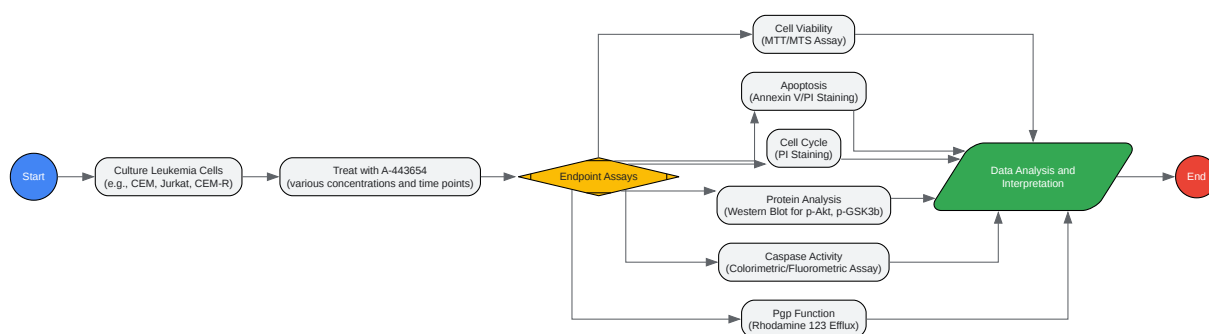 Start
Culture Leukemia Cells
(e.g., CEM, Jurkat, CEM-R)
Treat with A-443654
(various concentrations and time points)
Endpoint Assays
Cell Viability
(MTT/MTS Assay)
Apoptosis
(Annexin V/PI Staining)
Cell Cycle
(PI Staining)
Protein Analysis
(Western Blot for p-Akt, p-GSK3b)
Caspase Activity
(Colorimetric/Fluorometric Assay)
Pgp Function
(Rhodamine 123 Efflux)
Data Analysis and
Interpretation
End